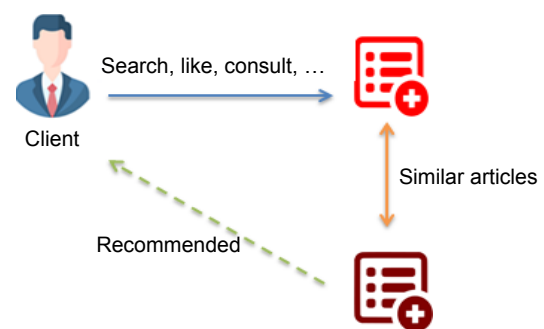 Search, like, consult, …
Client
Similar articles
Recommended